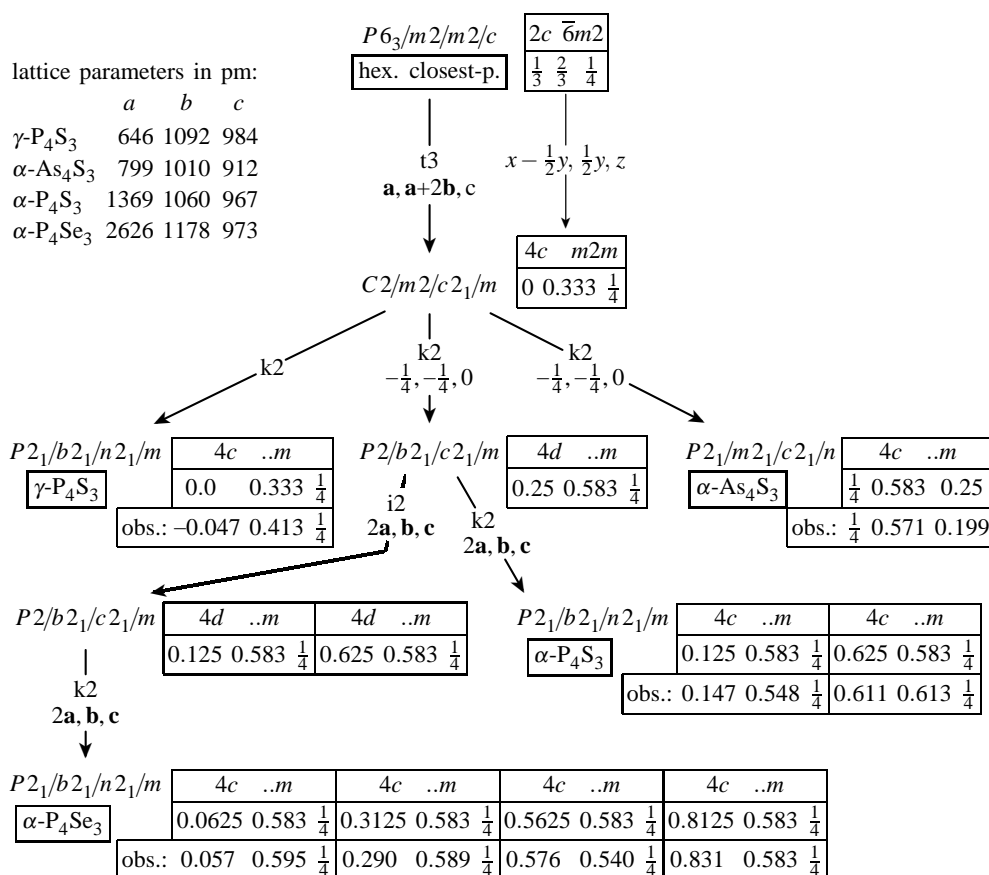 P6₃/m2/m2/c
hex. closest-p.
2c 6̅m2
1/3 2/3 1/4
lattice parameters in pm:
a b c
γ-P₄S₃ 646 1092 984
α-As₄S₃ 799 1010 912
α-P₄S₃ 1369 1060 967
α-P₄Se₃ 2626 1178 973
t3
a, a+2b, c
x − 1/2y, 1/2y, z
C2/m2/c2₁/m
4c m2m
0 0.333 1/4
k2
k2
−1/4, −1/4, 0
k2
−1/4, −1/4, 0
P2₁/b2₁/n2₁/m
γ-P₄S₃
4c ..m
0.0 0.333 1/4
obs.: –0.047 0.413 1/4
P2/b2₁/c2₁/m
4d ..m
0.25 0.583 1/4
P2₁/m2₁/c2₁/n
α-As₄S₃
4c ..m
1/4 0.583 0.25
obs.: 1/4 0.571 0.199
i2
2a, b, c
k2
2a, b, c
P2/b2₁/c2₁/m
4d ..m 4d ..m
0.125 0.583 1/4 0.625 0.583 1/4
P2₁/b2₁/n2₁/m
α-P₄S₃
4c ..m 4c ..m
0.125 0.583 1/4 0.625 0.583 1/4
obs.: 0.147 0.548 1/4 0.611 0.613 1/4
k2
2a, b, c
P2₁/b2₁/n2₁/m
α-P₄Se₃
4c ..m 4c ..m 4c ..m 4c ..m
0.0625 0.583 1/4 0.3125 0.583 1/4 0.5625 0.583 1/4 0.8125 0.583 1/4
obs.: 0.057 0.595 1/4 0.290 0.589 1/4 0.576 0.540 1/4 0.831 0.583 1/4